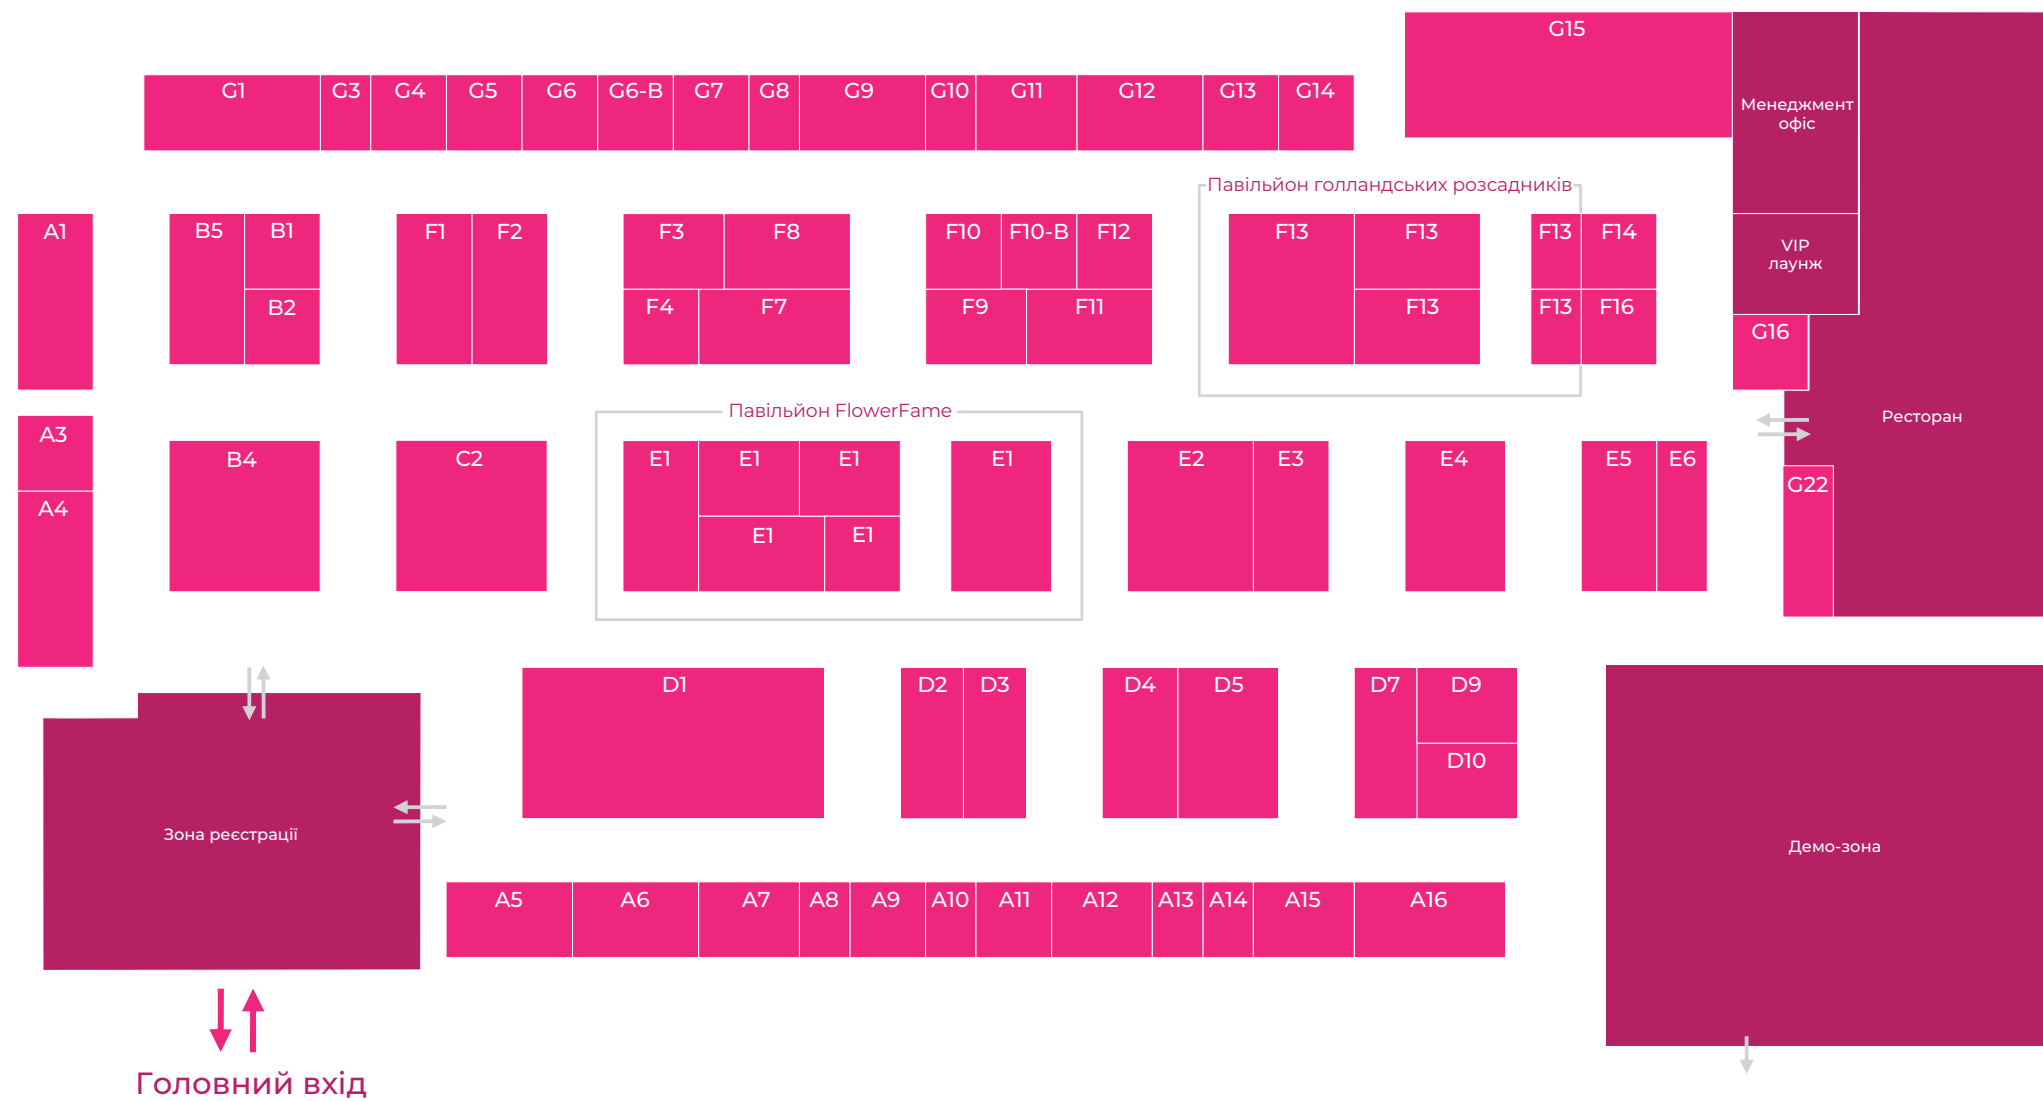 G15
G1 G3 G4 G5 G6 G6-B G7 G8 G9 G10 G11 G12 G13 G14
Менеджмент
офіс
Павільйон голландських розсадників
A1 B5 B1 F1 F2 F3 F8 F10 F10-B F12 F13 F13 F13 F14
VIP
лаунж
B2 F4 F7 F9 F11 F13 F13 F16
G16
Павільйон FlowerFame
Ресторан
A3 B4 C2 E1 E1 E1 E1 E2 E3 E4 E5 E6
G22
A4 E1 E1
D1 D2 D3 D4 D5 D7 D9
D10
Зона реєстрації
Демо-зона
A5 A6 A7 A8 A9 A10 A11 A12 A13 A14 A15 A16
Головний вхід